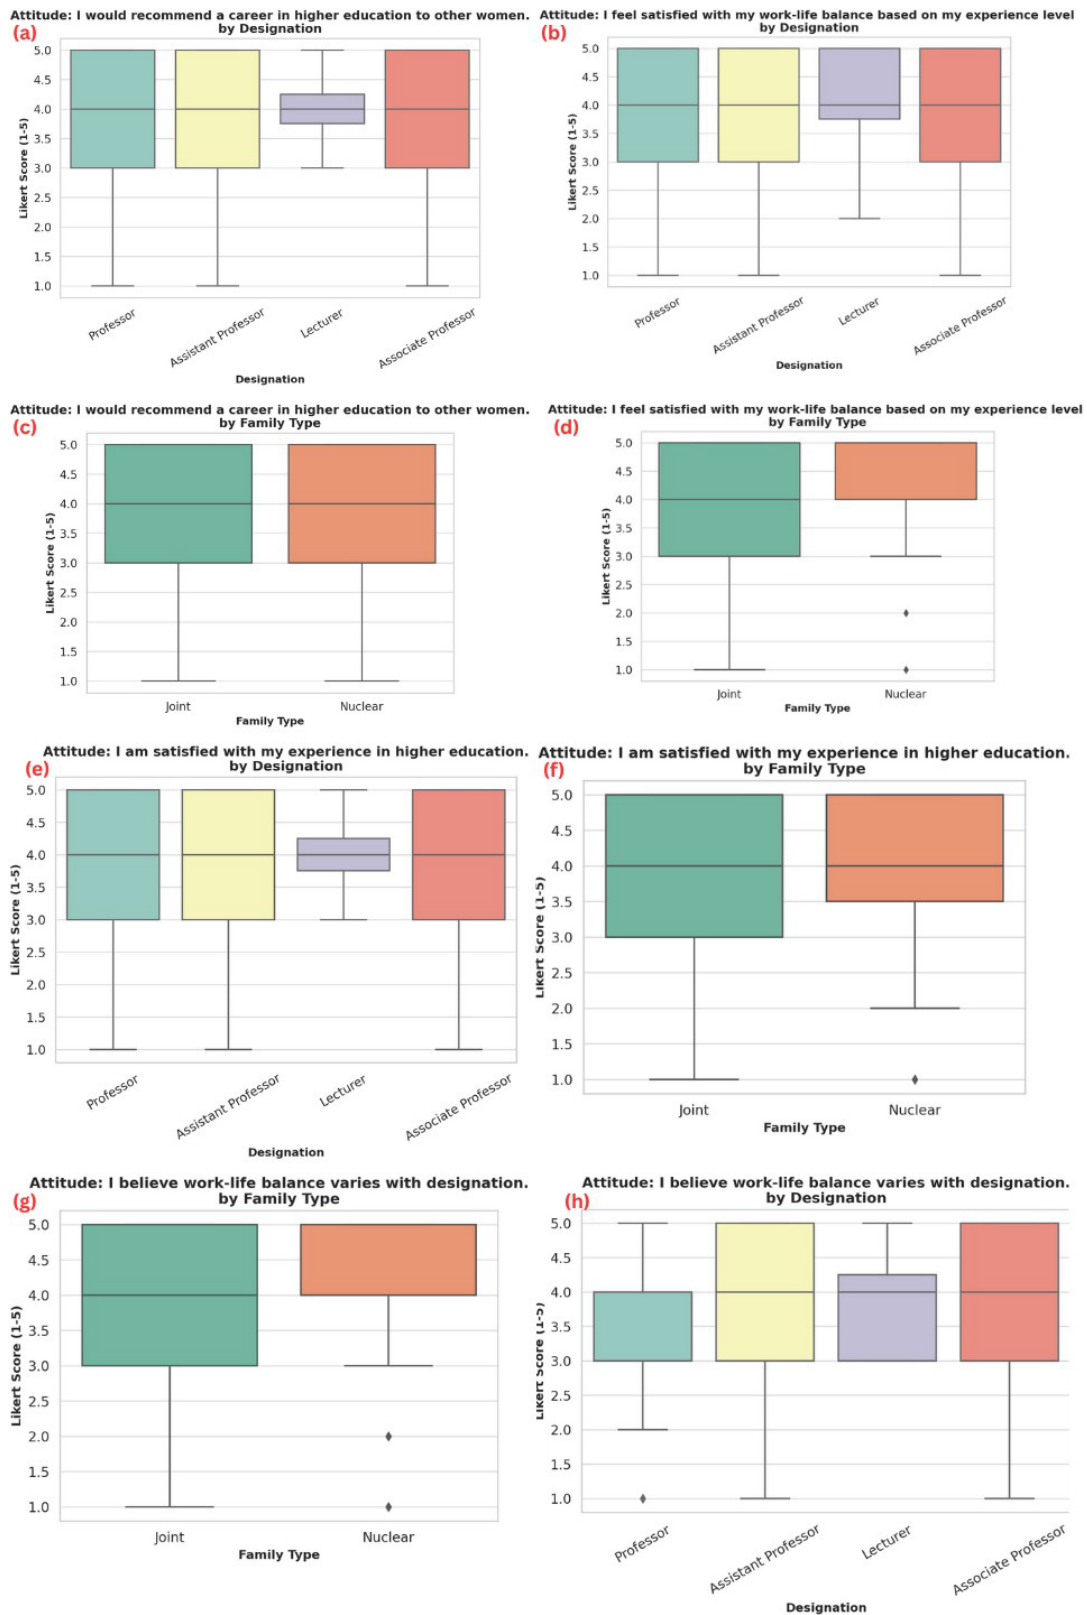 Attitude: I would recommend a career in higher education to other women.
by Designation
(a)
Likert Score (1-5)
5.0
4.5
4.0
3.5
3.0
2.5
2.0
1.5
1.0
Professor
Assistant Professor
Lecturer
Associate Professor
Designation
Attitude: I feel satisfied with my work-life balance based on my experience level
by Designation
(b)
Likert Score (1-5)
5.0
4.5
4.0
3.5
3.0
2.5
2.0
1.5
1.0
Professor
Assistant Professor
Lecturer
Associate Professor
Designation
Attitude: I would recommend a career in higher education to other women.
by Family Type
(c)
Likert Score (1-5)
5.0
4.5
4.0
3.5
3.0
2.5
2.0
1.5
1.0
Joint
Nuclear
Family Type
Attitude: I feel satisfied with my work-life balance based on my experience level
by Family Type
(d)
Likert Score (1-5)
5.0
4.5
4.0
3.5
3.0
2.5
2.0
1.5
1.0
Joint
Nuclear
Family Type
Attitude: I am satisfied with my experience in higher education.
by Designation
(e)
Likert Score (1-5)
5.0
4.5
4.0
3.5
3.0
2.5
2.0
1.5
1.0
Professor
Assistant Professor
Lecturer
Associate Professor
Designation
Attitude: I am satisfied with my experience in higher education.
by Family Type
(f)
Likert Score (1-5)
5.0
4.5
4.0
3.5
3.0
2.5
2.0
1.5
1.0
Joint
Nuclear
Family Type
Attitude: I believe work-life balance varies with designation.
by Family Type
(g)
Likert Score (1-5)
5.0
4.5
4.0
3.5
3.0
2.5
2.0
1.5
1.0
Joint
Nuclear
Family Type
Attitude: I believe work-life balance varies with designation.
by Designation
(h)
Likert Score (1-5)
5.0
4.5
4.0
3.5
3.0
2.5
2.0
1.5
1.0
Professor
Assistant Professor
Lecturer
Associate Professor
Designation